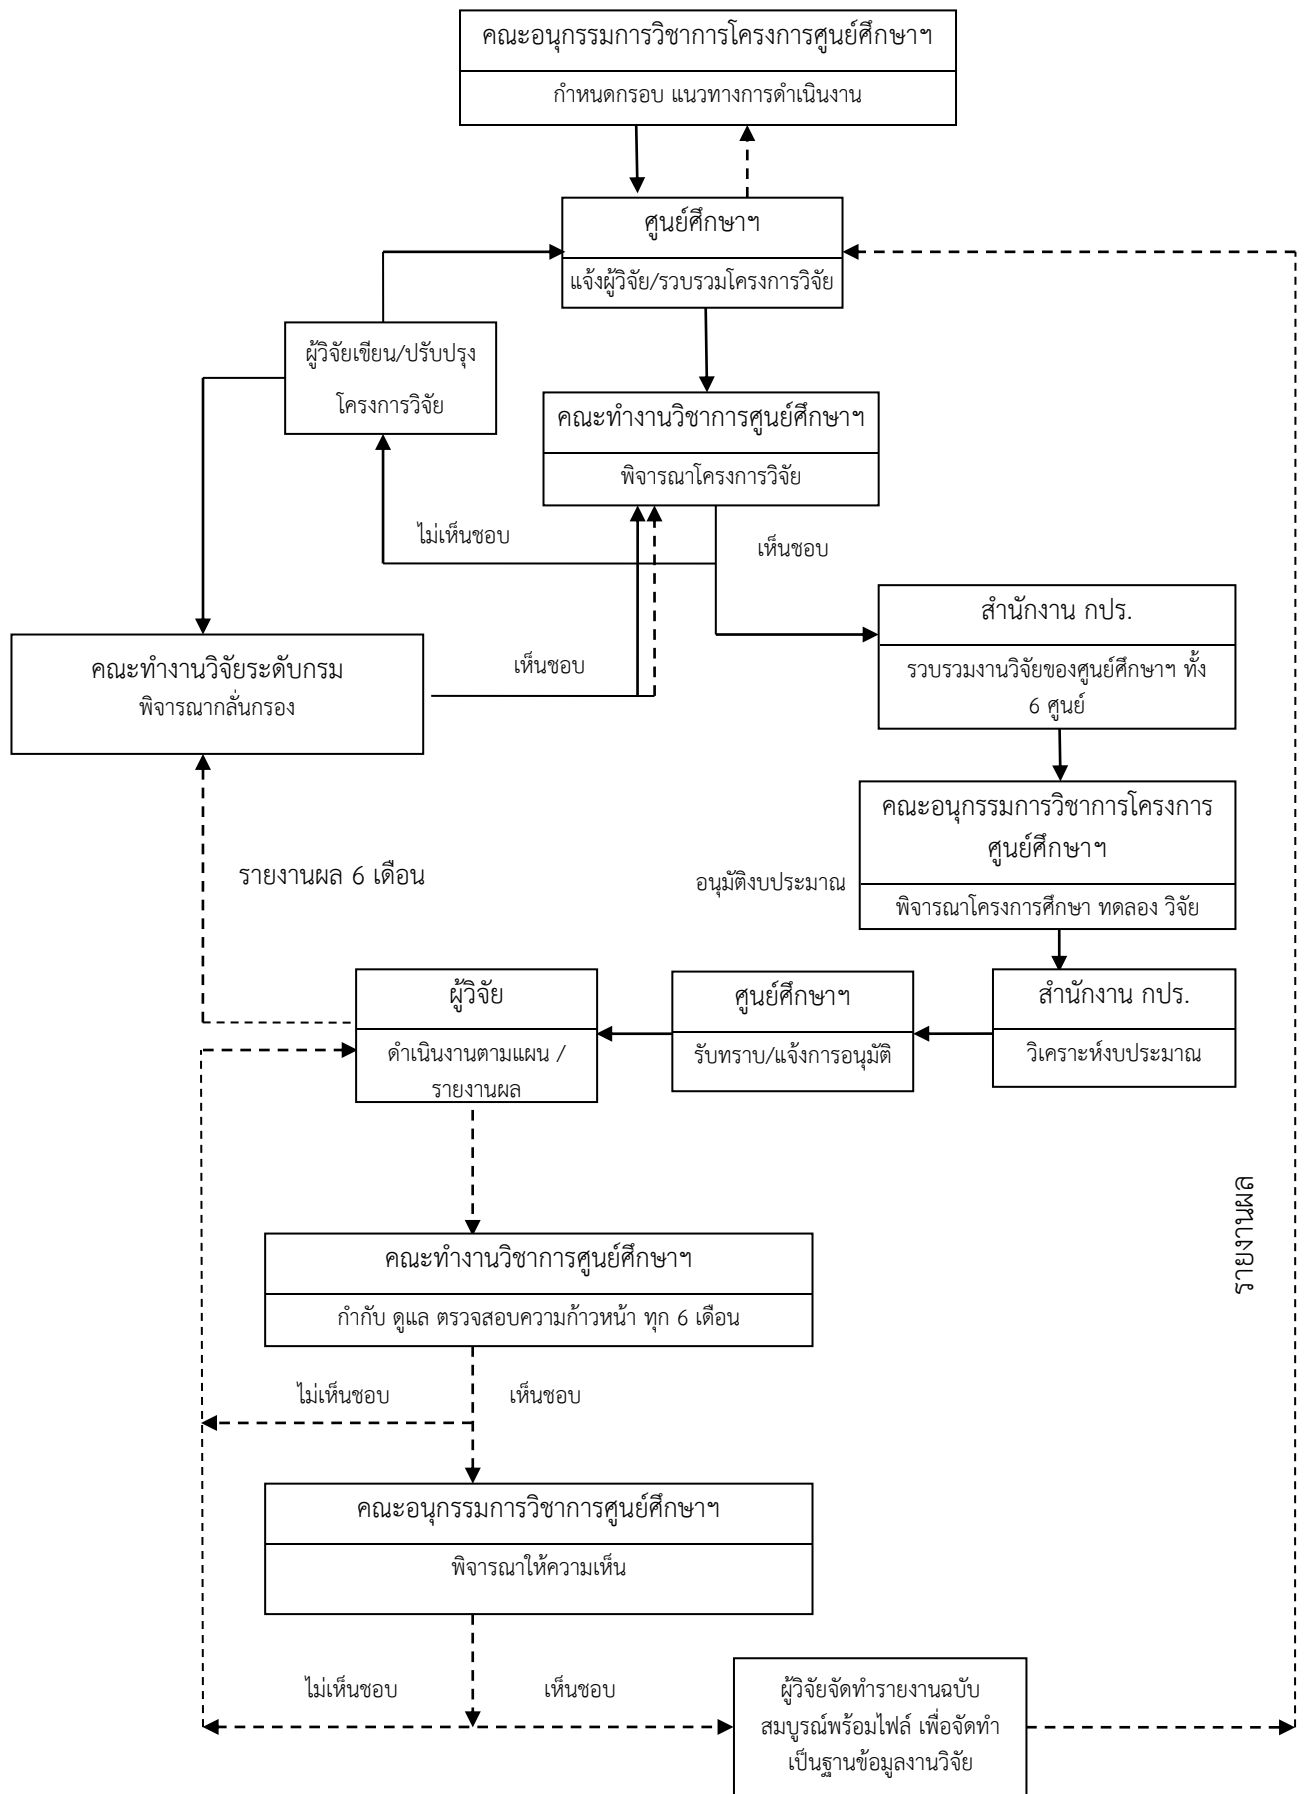 คณะอนุกรรมการวิชาการโครงการศูนย์ศึกษาฯ
กำหนดกรอบ แนวทางการดำเนินงาน
ศูนย์ศึกษาฯ
แจ้งผู้วิจัย/รวบรวมโครงการวิจัย
ผู้วิจัยเขียน/ปรับปรุง
โครงการวิจัย
คณะทำงานวิชาการศูนย์ศึกษาฯ
พิจารณาโครงการวิจัย
ไม่เห็นชอบ
เห็นชอบ
สำนักงาน กปร.
รวบรวมงานวิจัยของศูนย์ศึกษาฯ ทั้ง
6 ศูนย์
คณะทำงานวิจัยระดับกรม
พิจารณากลั่นกรอง
เห็นชอบ
คณะอนุกรรมการวิชาการโครงการ
ศูนย์ศึกษาฯ
พิจารณาโครงการศึกษา ทดลอง วิจัย
รายงานผล 6 เดือน
อนุมัติงบประมาณ
ผู้วิจัย
ดำเนินงานตามแผน /
รายงานผล
ศูนย์ศึกษาฯ
รับทราบ/แจ้งการอนุมัติ
สำนักงาน กปร.
วิเคราะห์งบประมาณ
รายงานผล
คณะทำงานวิชาการศูนย์ศึกษาฯ
กำกับ ดูแล ตรวจสอบความก้าวหน้า ทุก 6 เดือน
ไม่เห็นชอบ
เห็นชอบ
คณะอนุกรรมการวิชาการศูนย์ศึกษาฯ
พิจารณาให้ความเห็น
ไม่เห็นชอบ
เห็นชอบ
ผู้วิจัยจัดทำรายงานฉบับ
สมบูรณ์พร้อมไฟล์ เพื่อจัดทำ
เป็นฐานข้อมูลงานวิจัย